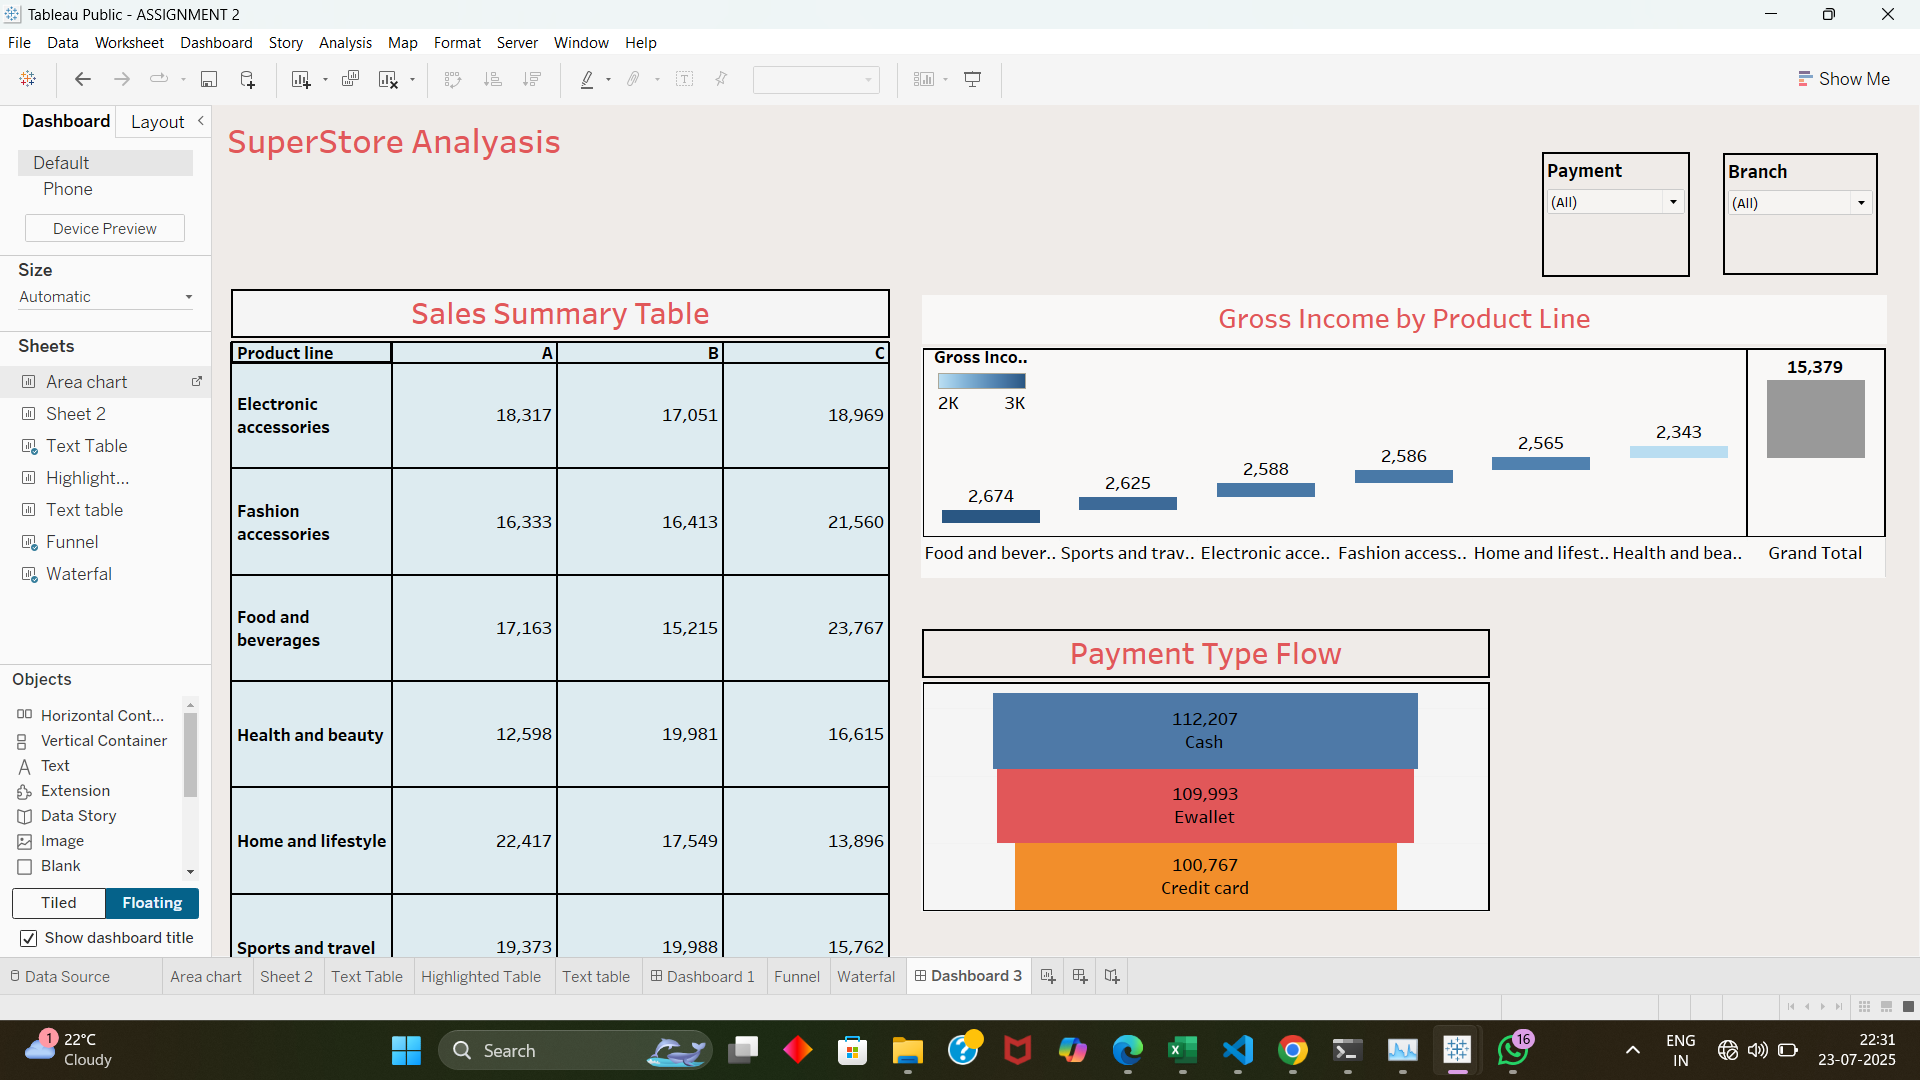 Tableau Public - ASSIGNMENT 2
File Data Worksheet Dashboard Story Analysis Map Format Server Window Help
Show Me
Dashboard Layout
Default
Phone
Device Preview
Size
Automatic
Sheets
Area chart
Sheet 2
Text Table
Highlight...
Text table
Funnel
Waterfal
Objects
Horizontal Cont...
Vertical Container
Text
Extension
Data Story
Image
Blank
Tiled Floating
Show dashboard title
SuperStore Analyasis
Payment
(All)
Branch
(All)
Sales Summary Table
Product line A B C
Electronic accessories 18,317 17,051 18,969
Fashion accessories 16,333 16,413 21,560
Food and beverages 17,163 15,215 23,767
Health and beauty 12,598 19,981 16,615
Home and lifestyle 22,417 17,549 13,896
Sports and travel 19,373 19,988 15,762
Gross Income by Product Line
Gross Inco..
2K 3K
2,674
2,625
2,588
2,586
2,565
2,343
15,379
Food and bever.. Sports and trav.. Electronic acce.. Fashion access.. Home and lifest.. Health and bea.. Grand Total
Payment Type Flow
112,207
Cash
109,993
Ewallet
100,767
Credit card
Data Source Area chart Sheet 2 Text Table Highlighted Table Text table Dashboard 1 Funnel Waterfal Dashboard 3
1
22°C
Cloudy
Search
16
ENG
IN
22:31
23-07-2025